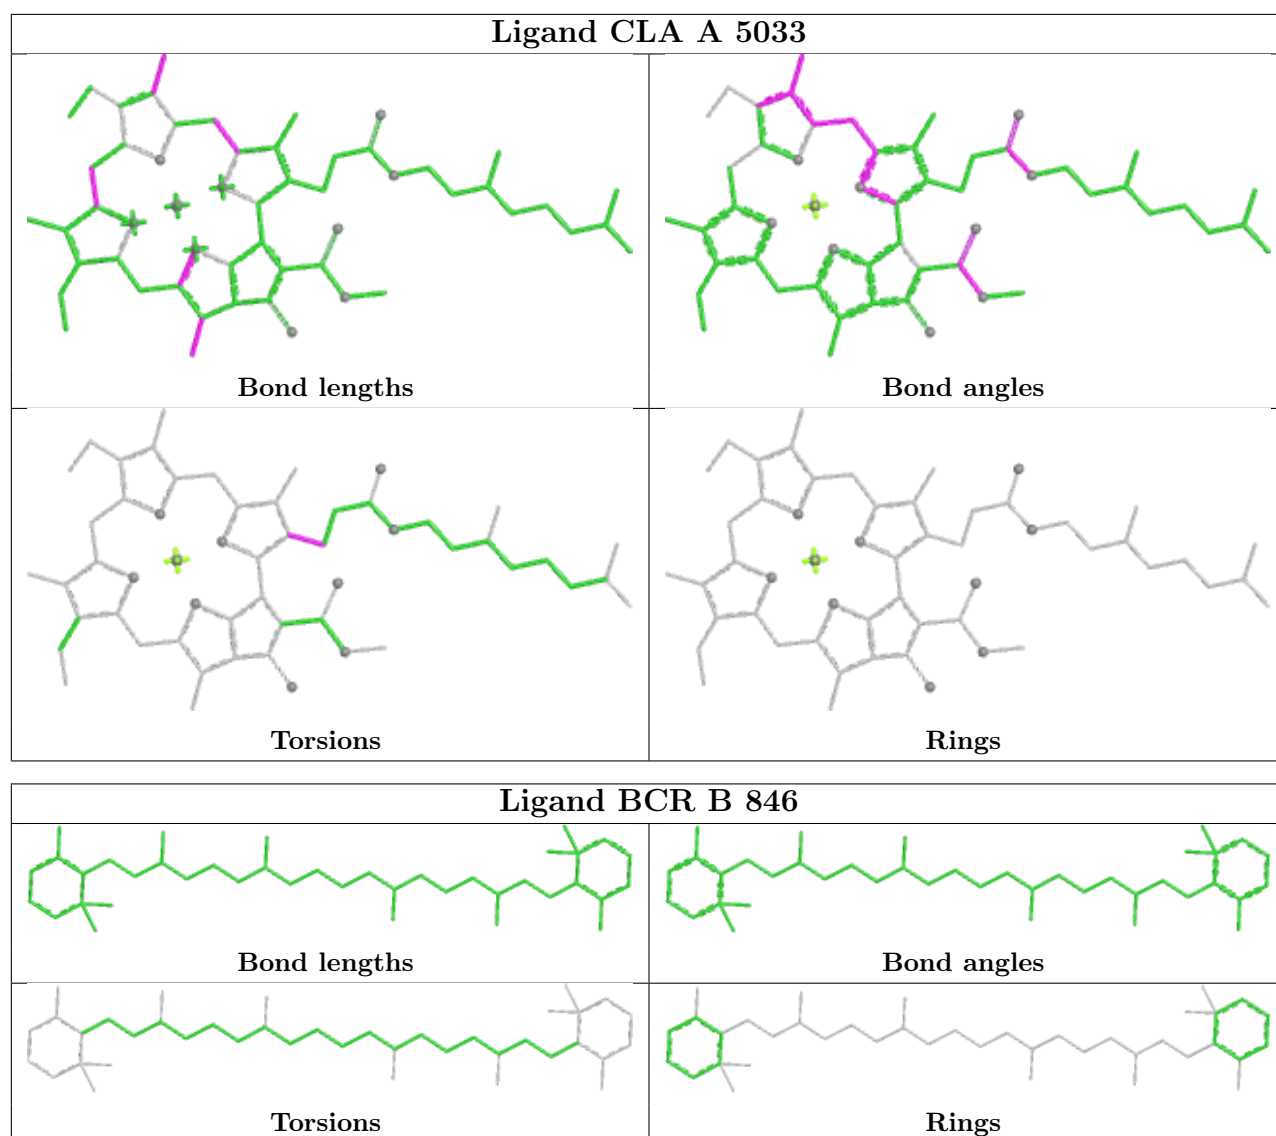 Ligand CLA A 5033
Bond lengths
Bond angles
Torsions
Rings
Ligand BCR B 846
Bond lengths
Bond angles
Torsions
Rings